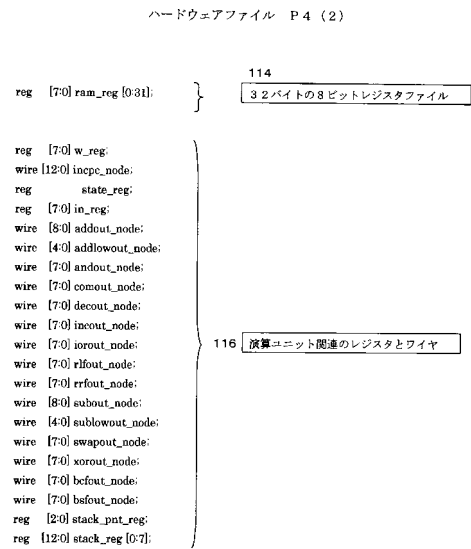 ハードウェアファイル P4(2)
114
reg [7:0] ram_reg [0:31]; } 32バイトの8ビットレジスタファイル
reg [7:0] w_reg;
wire [12:0] incpc_node;
reg state_reg;
reg [7:0] in_reg;
wire [8:0] addout_node;
wire [4:0] addlowout_node;
wire [7:0] andout_node;
wire [7:0] comout_node;
wire [7:0] decout_node;
wire [7:0] incout_node;
wire [7:0] iorout_node; } 116 演算ユニット関連のレジスタとワイヤ
wire [7:0] rlfout_node;
wire [7:0] rrfout_node;
wire [8:0] subout_node;
wire [4:0] sublowout_node;
wire [7:0] swapout_node;
wire [7:0] xorout_node;
wire [7:0] bcfout_node;
wire [7:0] bsfout_node;
reg [2:0] stack_pnt_reg;
reg [12:0] stack_reg [0:7];